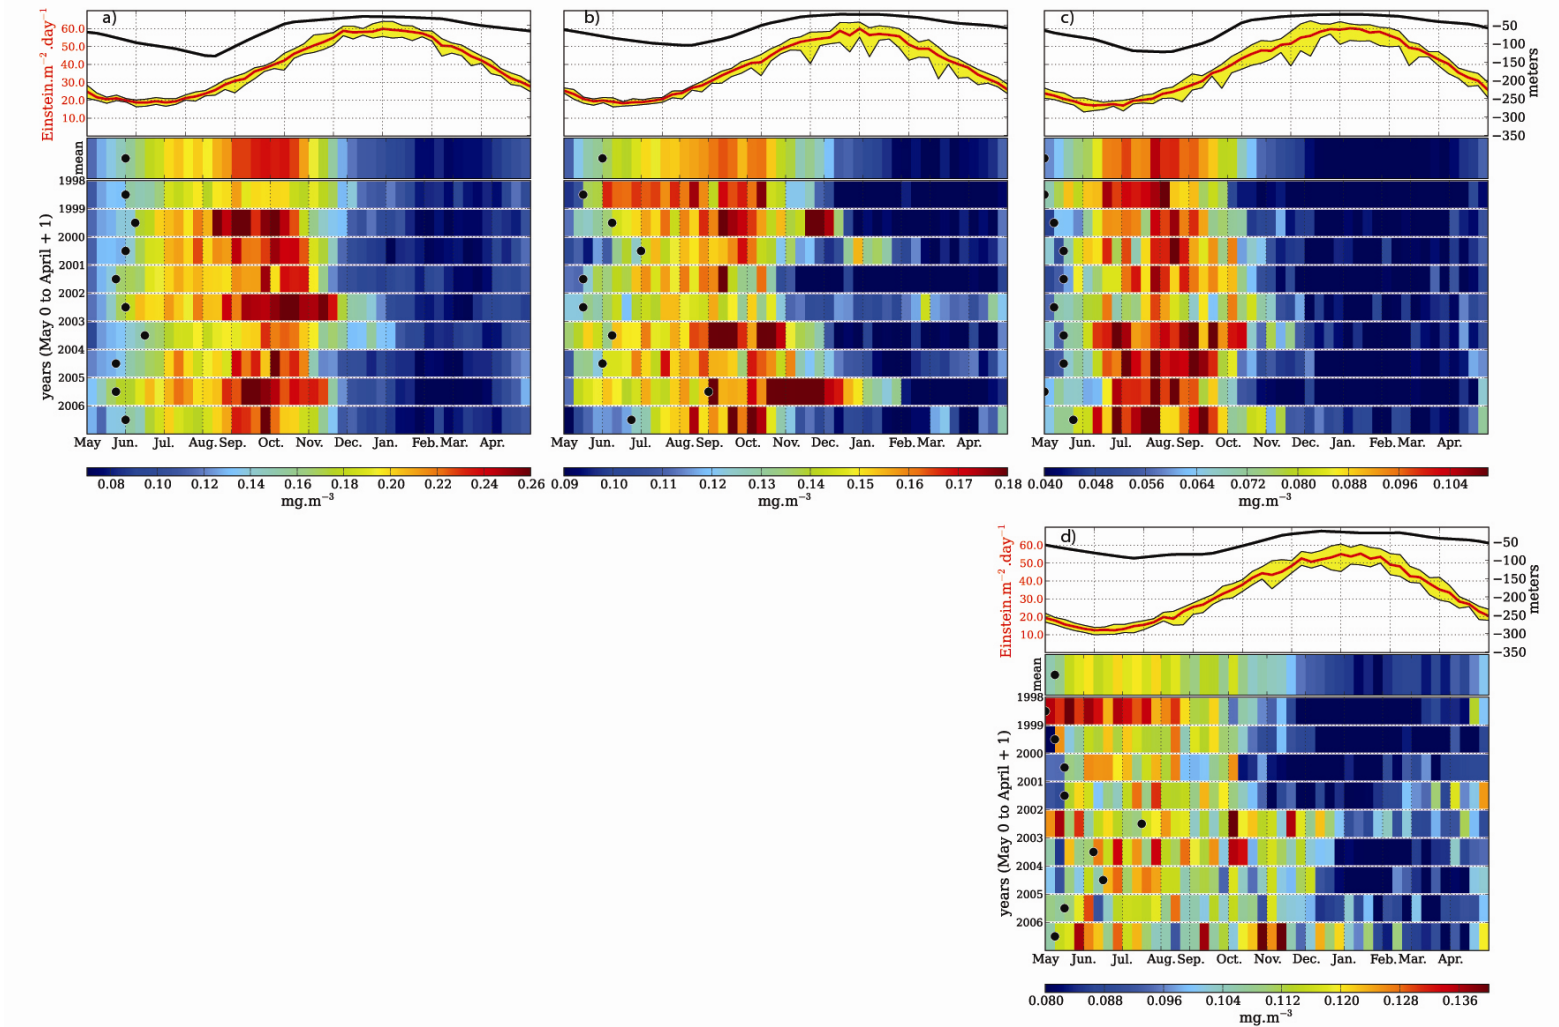 a)
b)
c)
60.0
50.0
40.0
30.0
20.0
10.0
Einstein.m⁻².day⁻¹
−50
−100
−150
−200
−250
−300
−350
meters
mean
1998
1999
2000
2001
2002
2003
2004
2005
2006
years (May 0 to April + 1)
May Jun. Jul. Aug. Sep. Oct. Nov. Dec. Jan. Feb. Mar. Apr.
May Jun. Jul. Aug. Sep. Oct. Nov. Dec. Jan. Feb. Mar. Apr.
May Jun. Jul. Aug. Sep. Oct. Nov. Dec. Jan. Feb. Mar. Apr.
0.08 0.10 0.12 0.14 0.16 0.18 0.20 0.22 0.24 0.26
mg.m⁻³
0.09 0.10 0.11 0.12 0.13 0.14 0.15 0.16 0.17 0.18
mg.m⁻³
0.040 0.048 0.056 0.064 0.072 0.080 0.088 0.096 0.104
mg.m⁻³
d)
60.0
50.0
40.0
30.0
20.0
10.0
Einstein.m⁻².day⁻¹
−50
−100
−150
−200
−250
−300
−350
meters
mean
1998
1999
2000
2001
2002
2003
2004
2005
2006
years (May 0 to April + 1)
May Jun. Jul. Aug. Sep. Oct. Nov. Dec. Jan. Feb. Mar. Apr.
0.080 0.088 0.096 0.104 0.112 0.120 0.128 0.136
mg.m⁻³